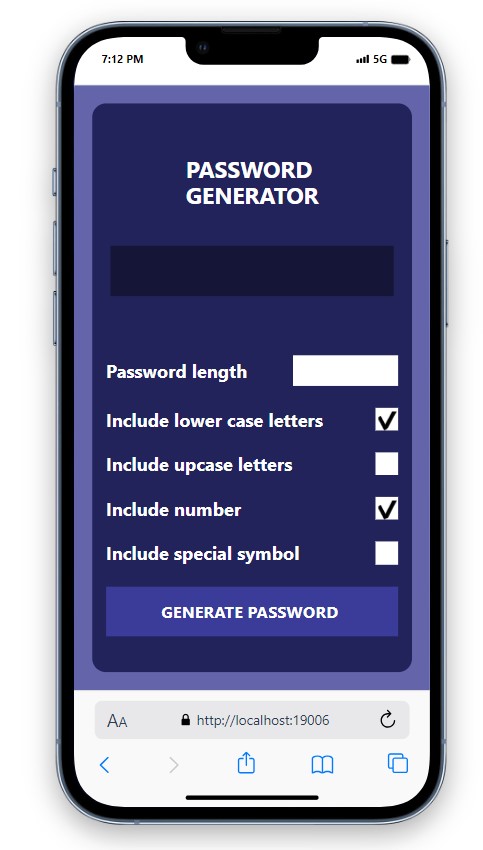 7:12 PM 5G
PASSWORD
GENERATOR
Password length
Include lower case letters
Include upcase letters
Include number
Include special symbol
GENERATE PASSWORD
AA http://localhost:19006